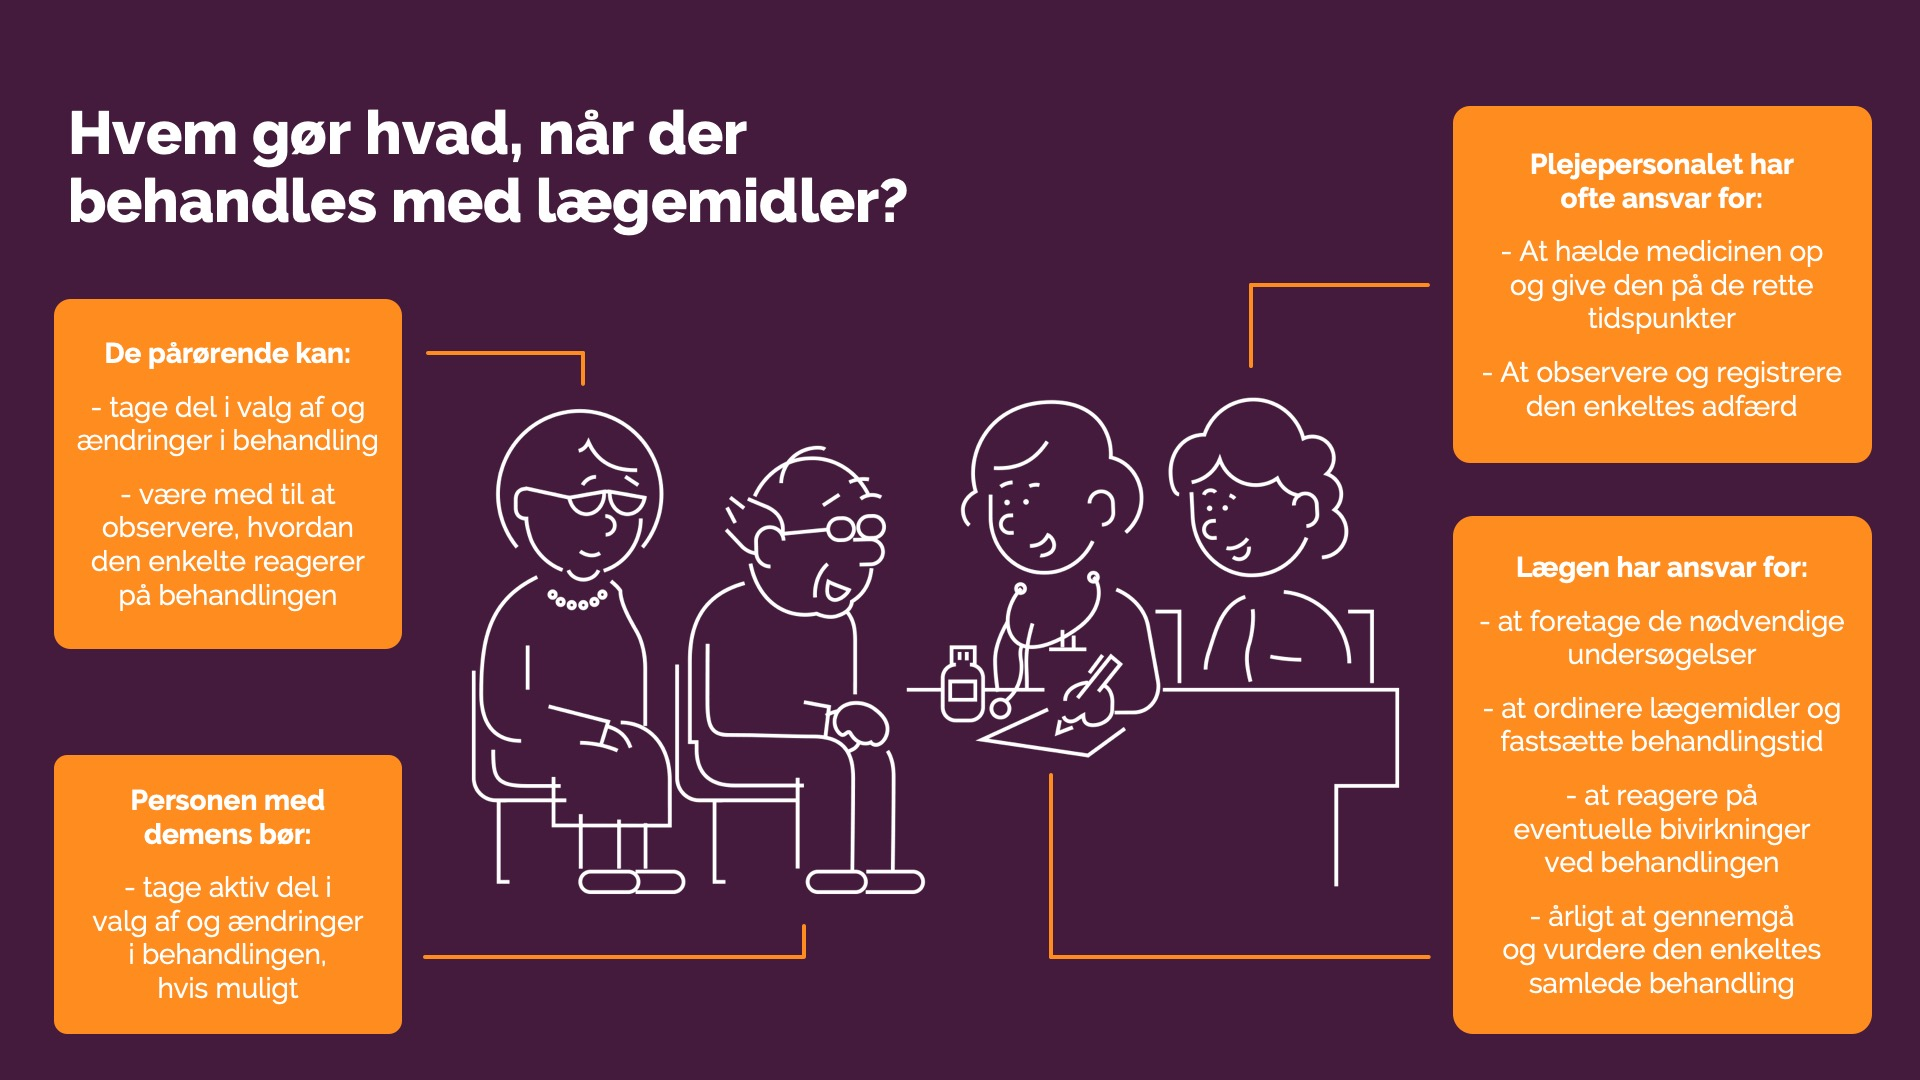 Hvem gør hvad, når der
behandles med lægemidler?
De pårørende kan:
- tage del i valg af og
ændringer i behandling
- være med til at
observere, hvordan
den enkelte reagerer
på behandlingen
Personen med
demens bør:
- tage aktiv del i
valg af og ændringer
i behandlingen,
hvis muligt
Plejepersonalet har
ofte ansvar for:
- At hælde medicinen op
og give den på de rette
tidspunkter
- At observere og registrere
den enkeltes adfærd
Lægen har ansvar for:
- at foretage de nødvendige
undersøgelser
- at ordinere lægemidler og
fastsætte behandlingstid
- at reagere på
eventuelle bivirkninger
ved behandlingen
- årligt at gennemgå
og vurdere den enkeltes
samlede behandling